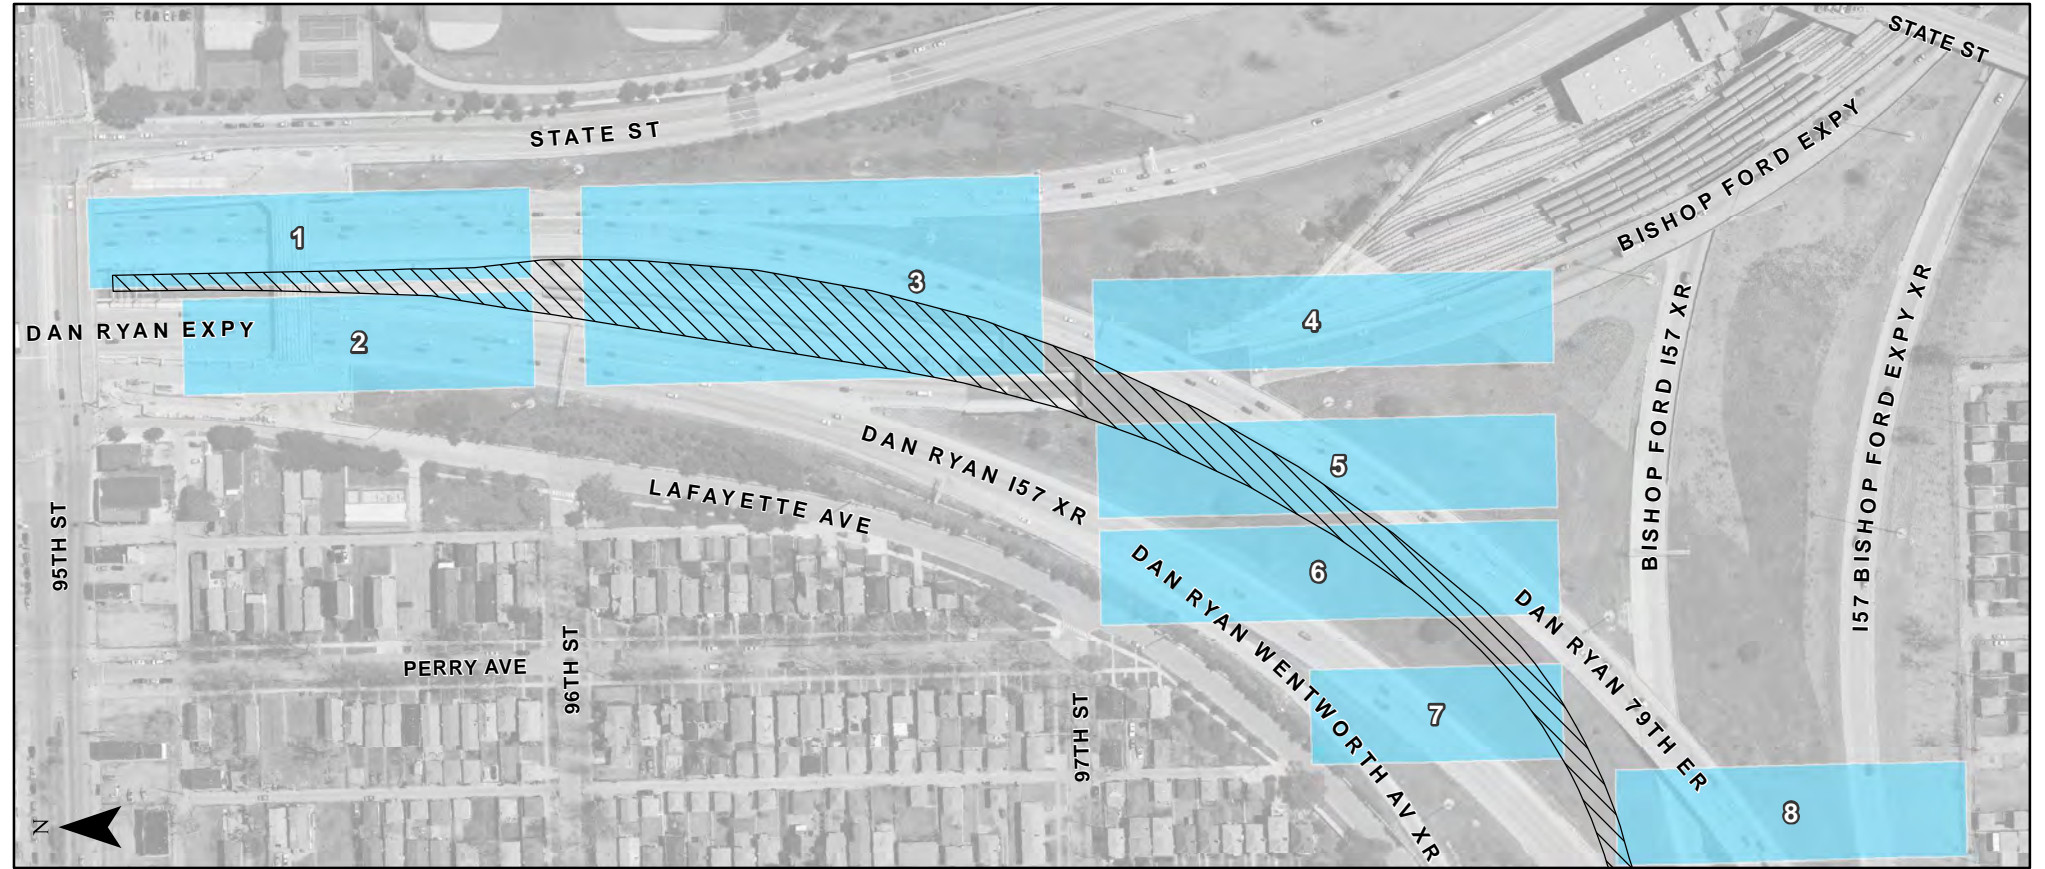 STATE ST
STATE ST
BISHOP FORD EXPY
1
3
4
DAN RYAN EXPY
2
BISHOP FORD I57 XR
I57 BISHOP FORD EXPY XR
DAN RYAN I57 XR
5
LAFAYETTE AVE
95TH ST
6
DAN RYAN WENTWORTH AV XR
DAN RYAN 79TH ER
PERRY AVE
96TH ST
97TH ST
7
8
N